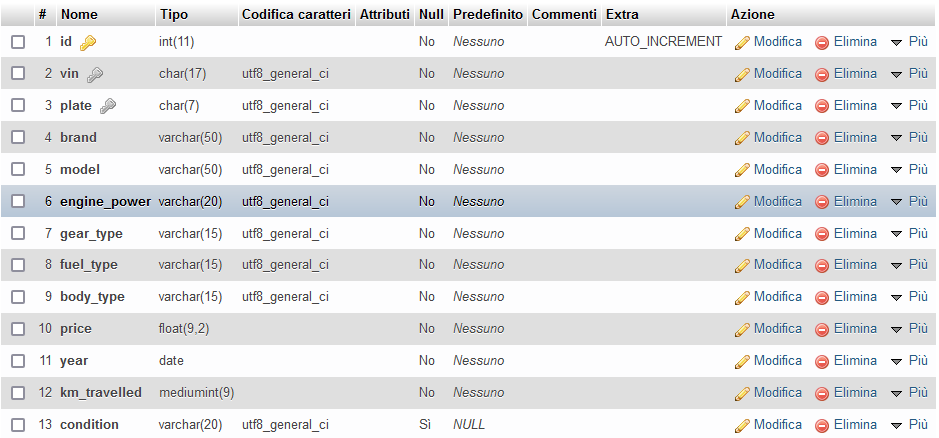 # Nome Tipo Codifica caratteri Attributi Null Predefinito Commenti Extra Azione
1 id int(11) No Nessuno AUTO_INCREMENT Modifica Elimina Più
2 vin char(17) utf8_general_ci No Nessuno Modifica Elimina Più
3 plate char(7) utf8_general_ci No Nessuno Modifica Elimina Più
4 brand varchar(50) utf8_general_ci No Nessuno Modifica Elimina Più
5 model varchar(50) utf8_general_ci No Nessuno Modifica Elimina Più
6 engine_power varchar(20) utf8_general_ci No Nessuno Modifica Elimina Più
7 gear_type varchar(15) utf8_general_ci No Nessuno Modifica Elimina Più
8 fuel_type varchar(15) utf8_general_ci No Nessuno Modifica Elimina Più
9 body_type varchar(15) utf8_general_ci No Nessuno Modifica Elimina Più
10 price float(9,2) No Nessuno Modifica Elimina Più
11 year date No Nessuno Modifica Elimina Più
12 km_travelled mediumint(9) No Nessuno Modifica Elimina Più
13 condition varchar(20) utf8_general_ci Sì NULL Modifica Elimina Più